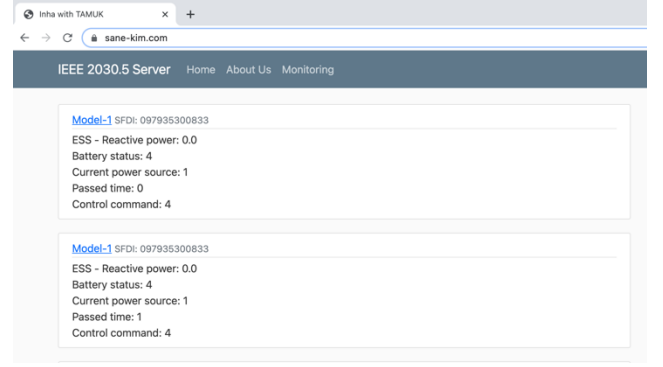 Inha with TAMUK
sane-kim.com
IEEE 2030.5 Server Home About Us Monitoring
Model-1 SFDI: 097935300833
ESS - Reactive power: 0.0
Battery status: 4
Current power source: 1
Passed time: 0
Control command: 4
Model-1 SFDI: 097935300833
ESS - Reactive power: 0.0
Battery status: 4
Current power source: 1
Passed time: 1
Control command: 4